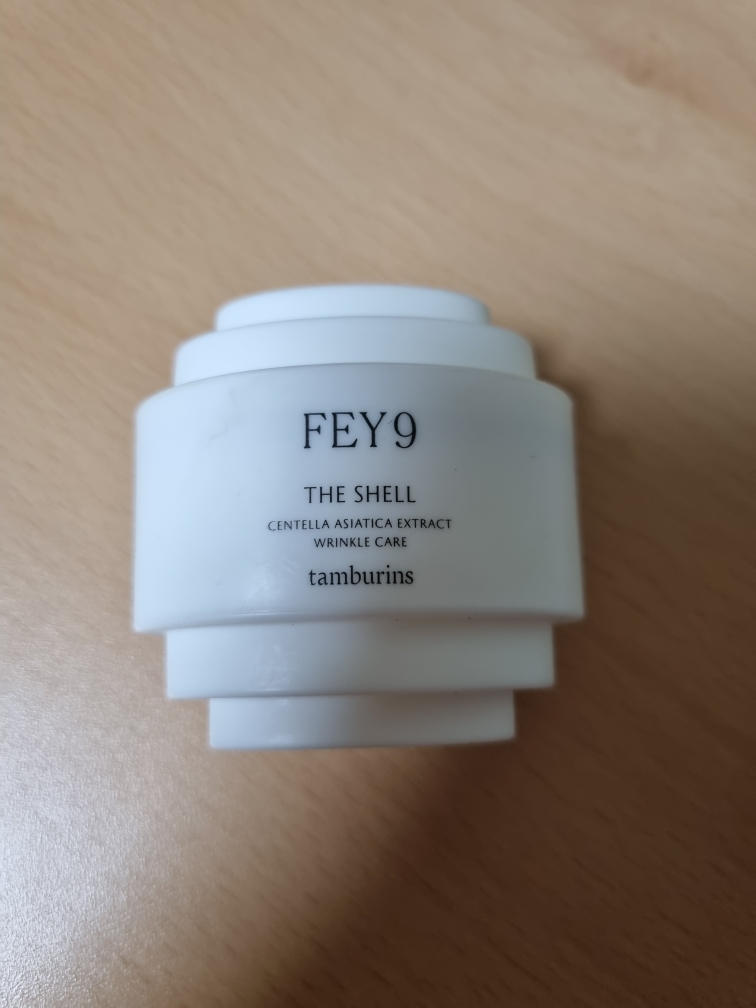 FEY9
THE SHELL
CENTELLA ASIATICA EXTRACT
WRINKLE CARE
tamburins